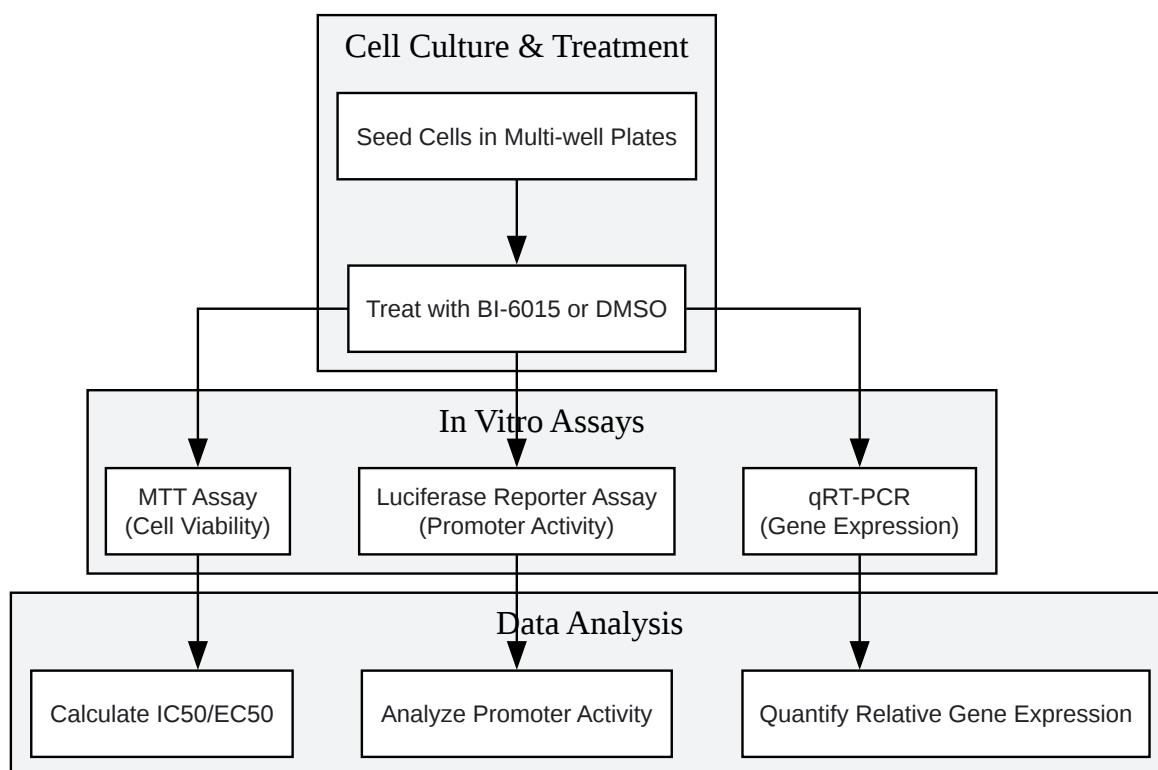 Cell Culture & Treatment
Seed Cells in Multi-well Plates
Treat with BI-6015 or DMSO
In Vitro Assays
MTT Assay
(Cell Viability)
Luciferase Reporter Assay
(Promoter Activity)
qRT-PCR
(Gene Expression)
Data Analysis
Calculate IC50/EC50
Analyze Promoter Activity
Quantify Relative Gene Expression